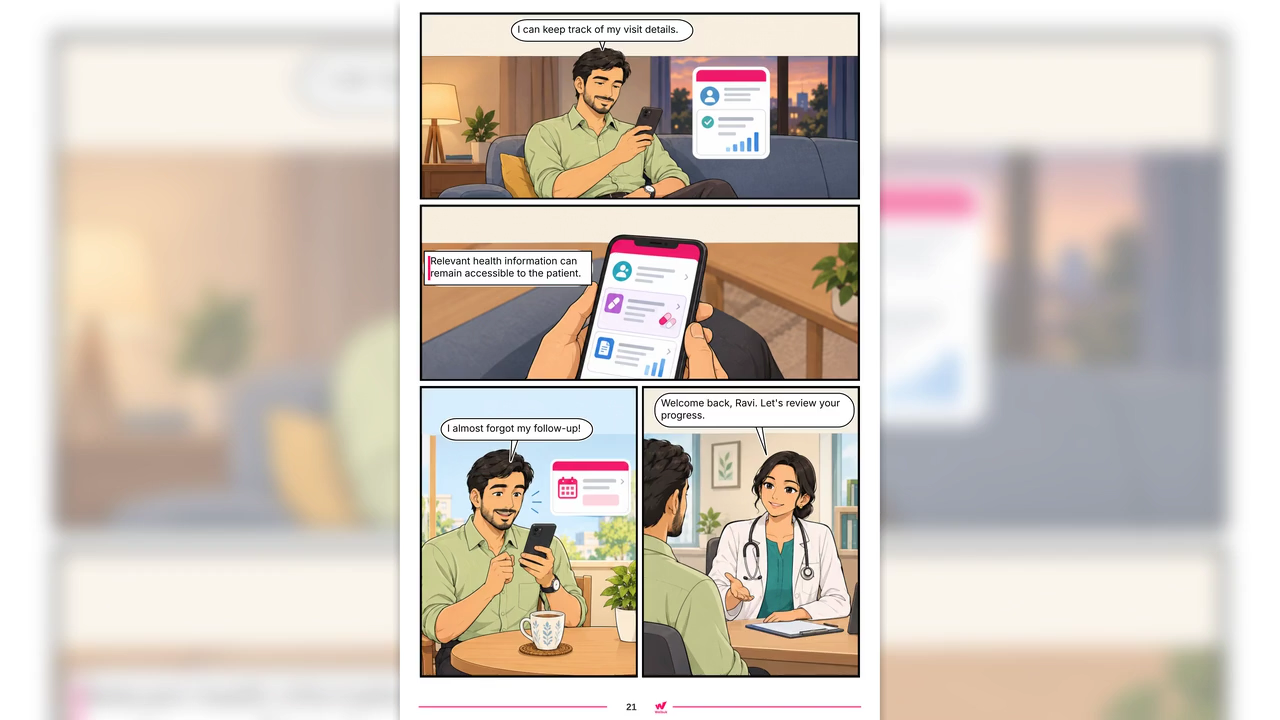 I can keep track of my visit details.
Relevant health information can
remain accessible to the patient.
I almost forgot my follow-up!
Welcome back, Ravi. Let's review your
progress.
21